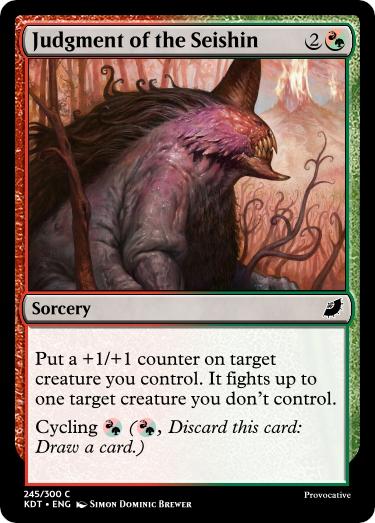 Judgment of the Seishin 2
Sorcery
Put a +1/+1 counter on target
creature you control. It fights up to
one target creature you don't control.
Cycling (, Discard this card:
Draw a card.)
245/300 C
KDT • ENG Simon Dominic Brewer
Provocative